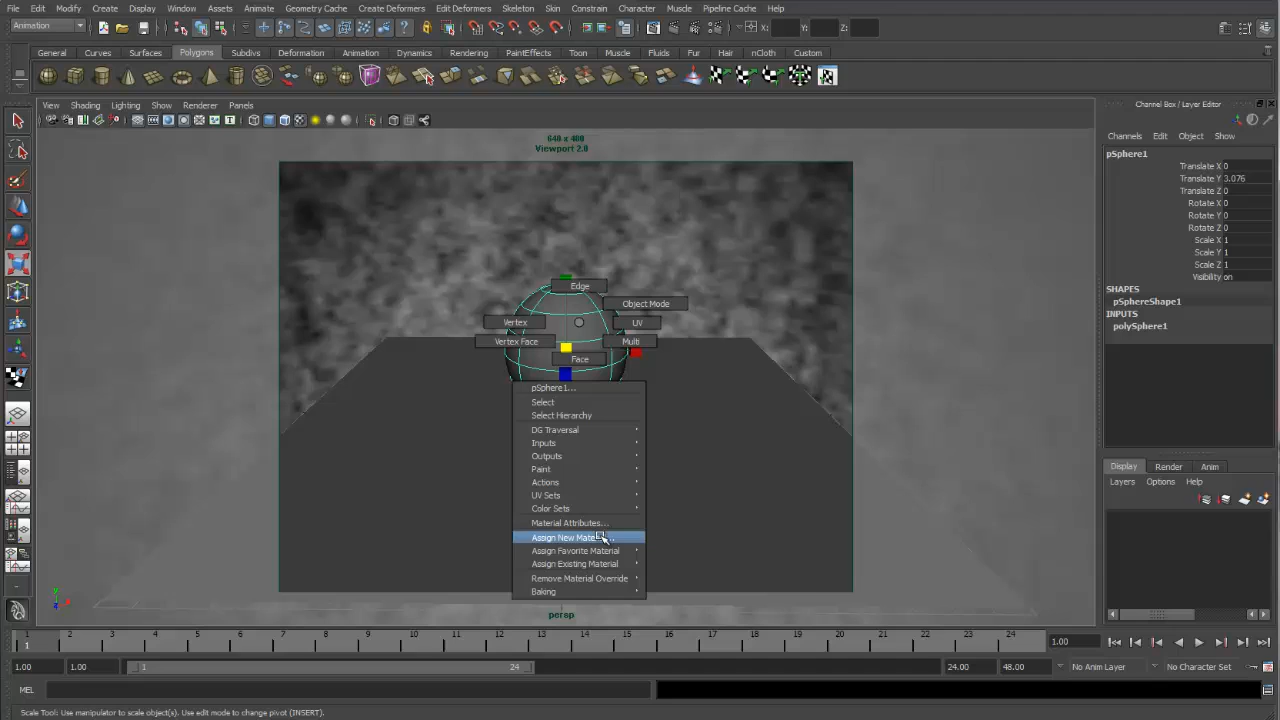 File Edit Modify Create Display Window Assets Animate Geometry Cache Create Deformers Edit Deformers Skeleton Skin Constrain Character Muscle Pipeline Cache Help
Animation X: Y: Z:
General Curves Surfaces Polygons Subdivs Deformation Animation Dynamics Rendering PaintEffects Toon Muscle Fluids Fur Hair nCloth Custom
View Shading Lighting Show Renderer Panels
Channel Box / Layer Editor
Channels Edit Object Show
640 x 480
Viewport 2.0
pSphere1
Translate X 0
Translate Y 3.076
Translate Z 0
Rotate X 0
Rotate Y 0
Rotate Z 0
Scale X 1
Scale Y 1
Scale Z 1
Visibility on
SHAPES
pSphereShape1
INPUTS
polySphere1
Edge
Object Mode
Vertex
UV
Vertex Face
Multi
Face
pSphere1...
Select
Select Hierarchy
DG Traversal
Inputs
Outputs
Paint
Actions
UV Sets
Color Sets
Material Attributes...
Assign New Mate
Assign Favorite Material
Assign Existing Material
Remove Material Override
Baking
Display Render Anim
Layers Options Help
persp
y
x
z
1 2 3 4 5 6 7 8 9 10 11 12 13 14 15 16 17 18 19 20 21 22 23 24
1
1.00
1.00 1.00 1 24 24.00 48.00 No Anim Layer No Character Set
MEL
Scale Tool: Use manipulator to scale object(s). Use edit mode to change pivot (INSERT).